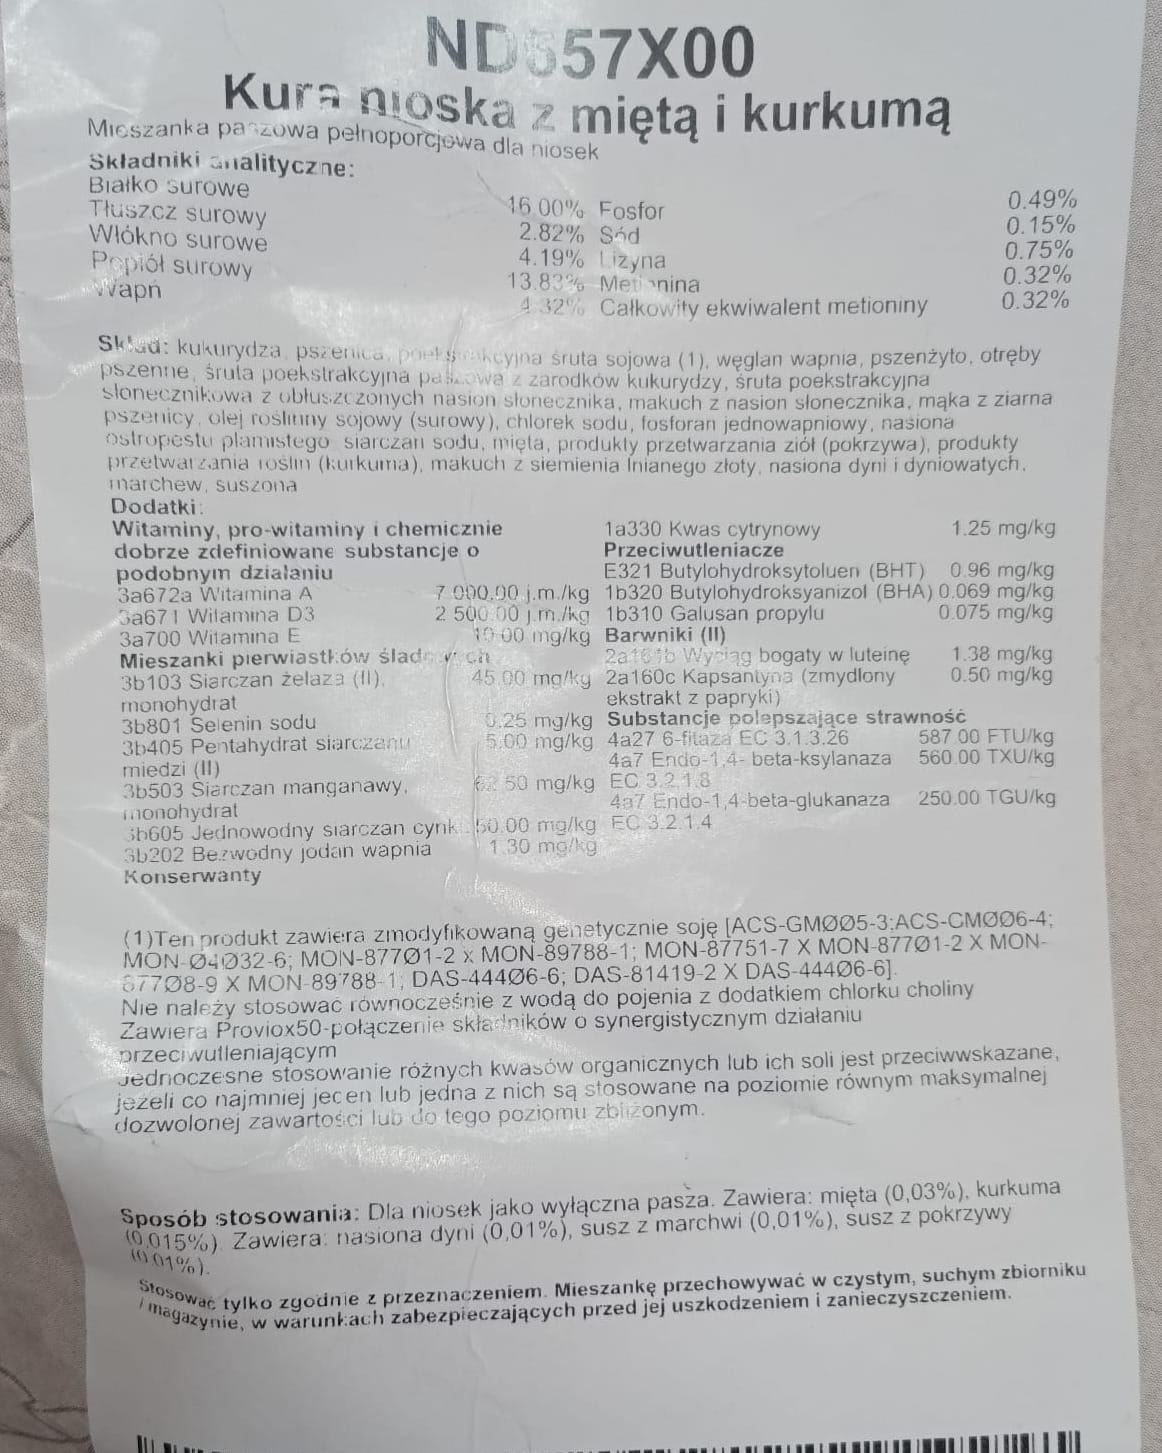 ND657X00
Kura nioska z miętą i kurkumą
Mieszanka paszowa pełnoporcjowa dla niosek
Składniki analityczne:
Białko surowe 16.00% Fosfor 0.49%
Tłuszcz surowy 2.82% Sód 0.15%
Włókno surowe 4.19% Lizyna 0.75%
Popiół surowy 13.83% Metionina 0.32%
Wapń 4.32% Całkowity ekwiwalent metioniny 0.32%
Skład: kukurydza, pszenica, poekstrakcyjna śruta sojowa (1), węglan wapnia, pszenżyto, otręby
pszenne, śruta poekstrakcyjna paszowa z zarodków kukurydzy, śruta poekstrakcyjna
słonecznikowa z obłuszczonych nasion słonecznika, makuch z nasion słonecznika, mąka z ziarna
pszenicy, olej roślinny sojowy (surowy), chlorek sodu, fosforan jednowapniowy, nasiona
ostropestu plamistego, siarczan sodu, mięta, produkty przetwarzania ziół (pokrzywa), produkty
przetwarzania roślin (kurkuma), makuch z siemienia lnianego złoty, nasiona dyni i dyniowatych,
marchew, suszona
Dodatki:
Witaminy, pro-witaminy i chemicznie
dobrze zdefiniowane substancje o
podobnym działaniu
3a672a Witamina A 7 000.00 j.m./kg
3a671 Witamina D3 2 500.00 j.m./kg
3a700 Witamina E 10.00 mg/kg
Mieszanki pierwiastków śladowych
3b103 Siarczan żelaza (II), 45.00 mg/kg
monohydrat
3b801 Selenin sodu 0.25 mg/kg
3b405 Pentahydrat siarczanu 5.00 mg/kg
miedzi (II)
3b503 Siarczan manganawy, 62.50 mg/kg
monohydrat
3b605 Jednowodny siarczan cynku 50.00 mg/kg
3b202 Bezwodny jodan wapnia 1.30 mg/kg
Konserwanty
1a330 Kwas cytrynowy 1.25 mg/kg
Przeciwutleniacze
E321 Butylohydroksytoluen (BHT) 0.96 mg/kg
1b320 Butylohydroksyanizol (BHA) 0.069 mg/kg
1b310 Galusan propylu 0.075 mg/kg
Barwniki (II)
2a161b Wyciąg bogaty w luteinę 1.38 mg/kg
2a160c Kapsantyna (zmydlony 0.50 mg/kg
ekstrakt z papryki)
Substancje polepszające strawność
4a27 6-fitaza EC 3.1.3.26 587.00 FTU/kg
4a7 Endo-1,4- beta-ksylanaza 560.00 TXU/kg
EC 3.2.1.8
4a7 Endo-1,4-beta-glukanaza 250.00 TGU/kg
EC 3.2.1.4
(1)Ten produkt zawiera zmodyfikowaną genetycznie soję [ACS-GMØØ5-3;ACS-GMØØ6-4;
MON-Ø4Ø32-6; MON-877Ø1-2 x MON-89788-1; MON-87751-7 X MON-877Ø1-2 X MON-
877Ø8-9 X MON-89788-1; DAS-444Ø6-6; DAS-81419-2 X DAS-444Ø6-6].
Nie należy stosować równocześnie z wodą do pojenia z dodatkiem chlorku choliny
Zawiera Proviox50-połączenie składników o synergistycznym działaniu
przeciwutleniającym
Jednoczesne stosowanie różnych kwasów organicznych lub ich soli jest przeciwwskazane,
jeżeli co najmniej jeden lub jedna z nich są stosowane na poziomie równym maksymalnej
dozwolonej zawartości lub do tego poziomu zbliżonym.
Sposób stosowania: Dla niosek jako wyłączna pasza. Zawiera: mięta (0,03%), kurkuma
(0,015%). Zawiera: nasiona dyni (0,01%), susz z marchwi (0,01%), susz z pokrzywy
(0,01%).
Stosować tylko zgodnie z przeznaczeniem. Mieszankę przechowywać w czystym, suchym zbiorniku
i magazynie, w warunkach zabezpieczających przed jej uszkodzeniem i zanieczyszczeniem.